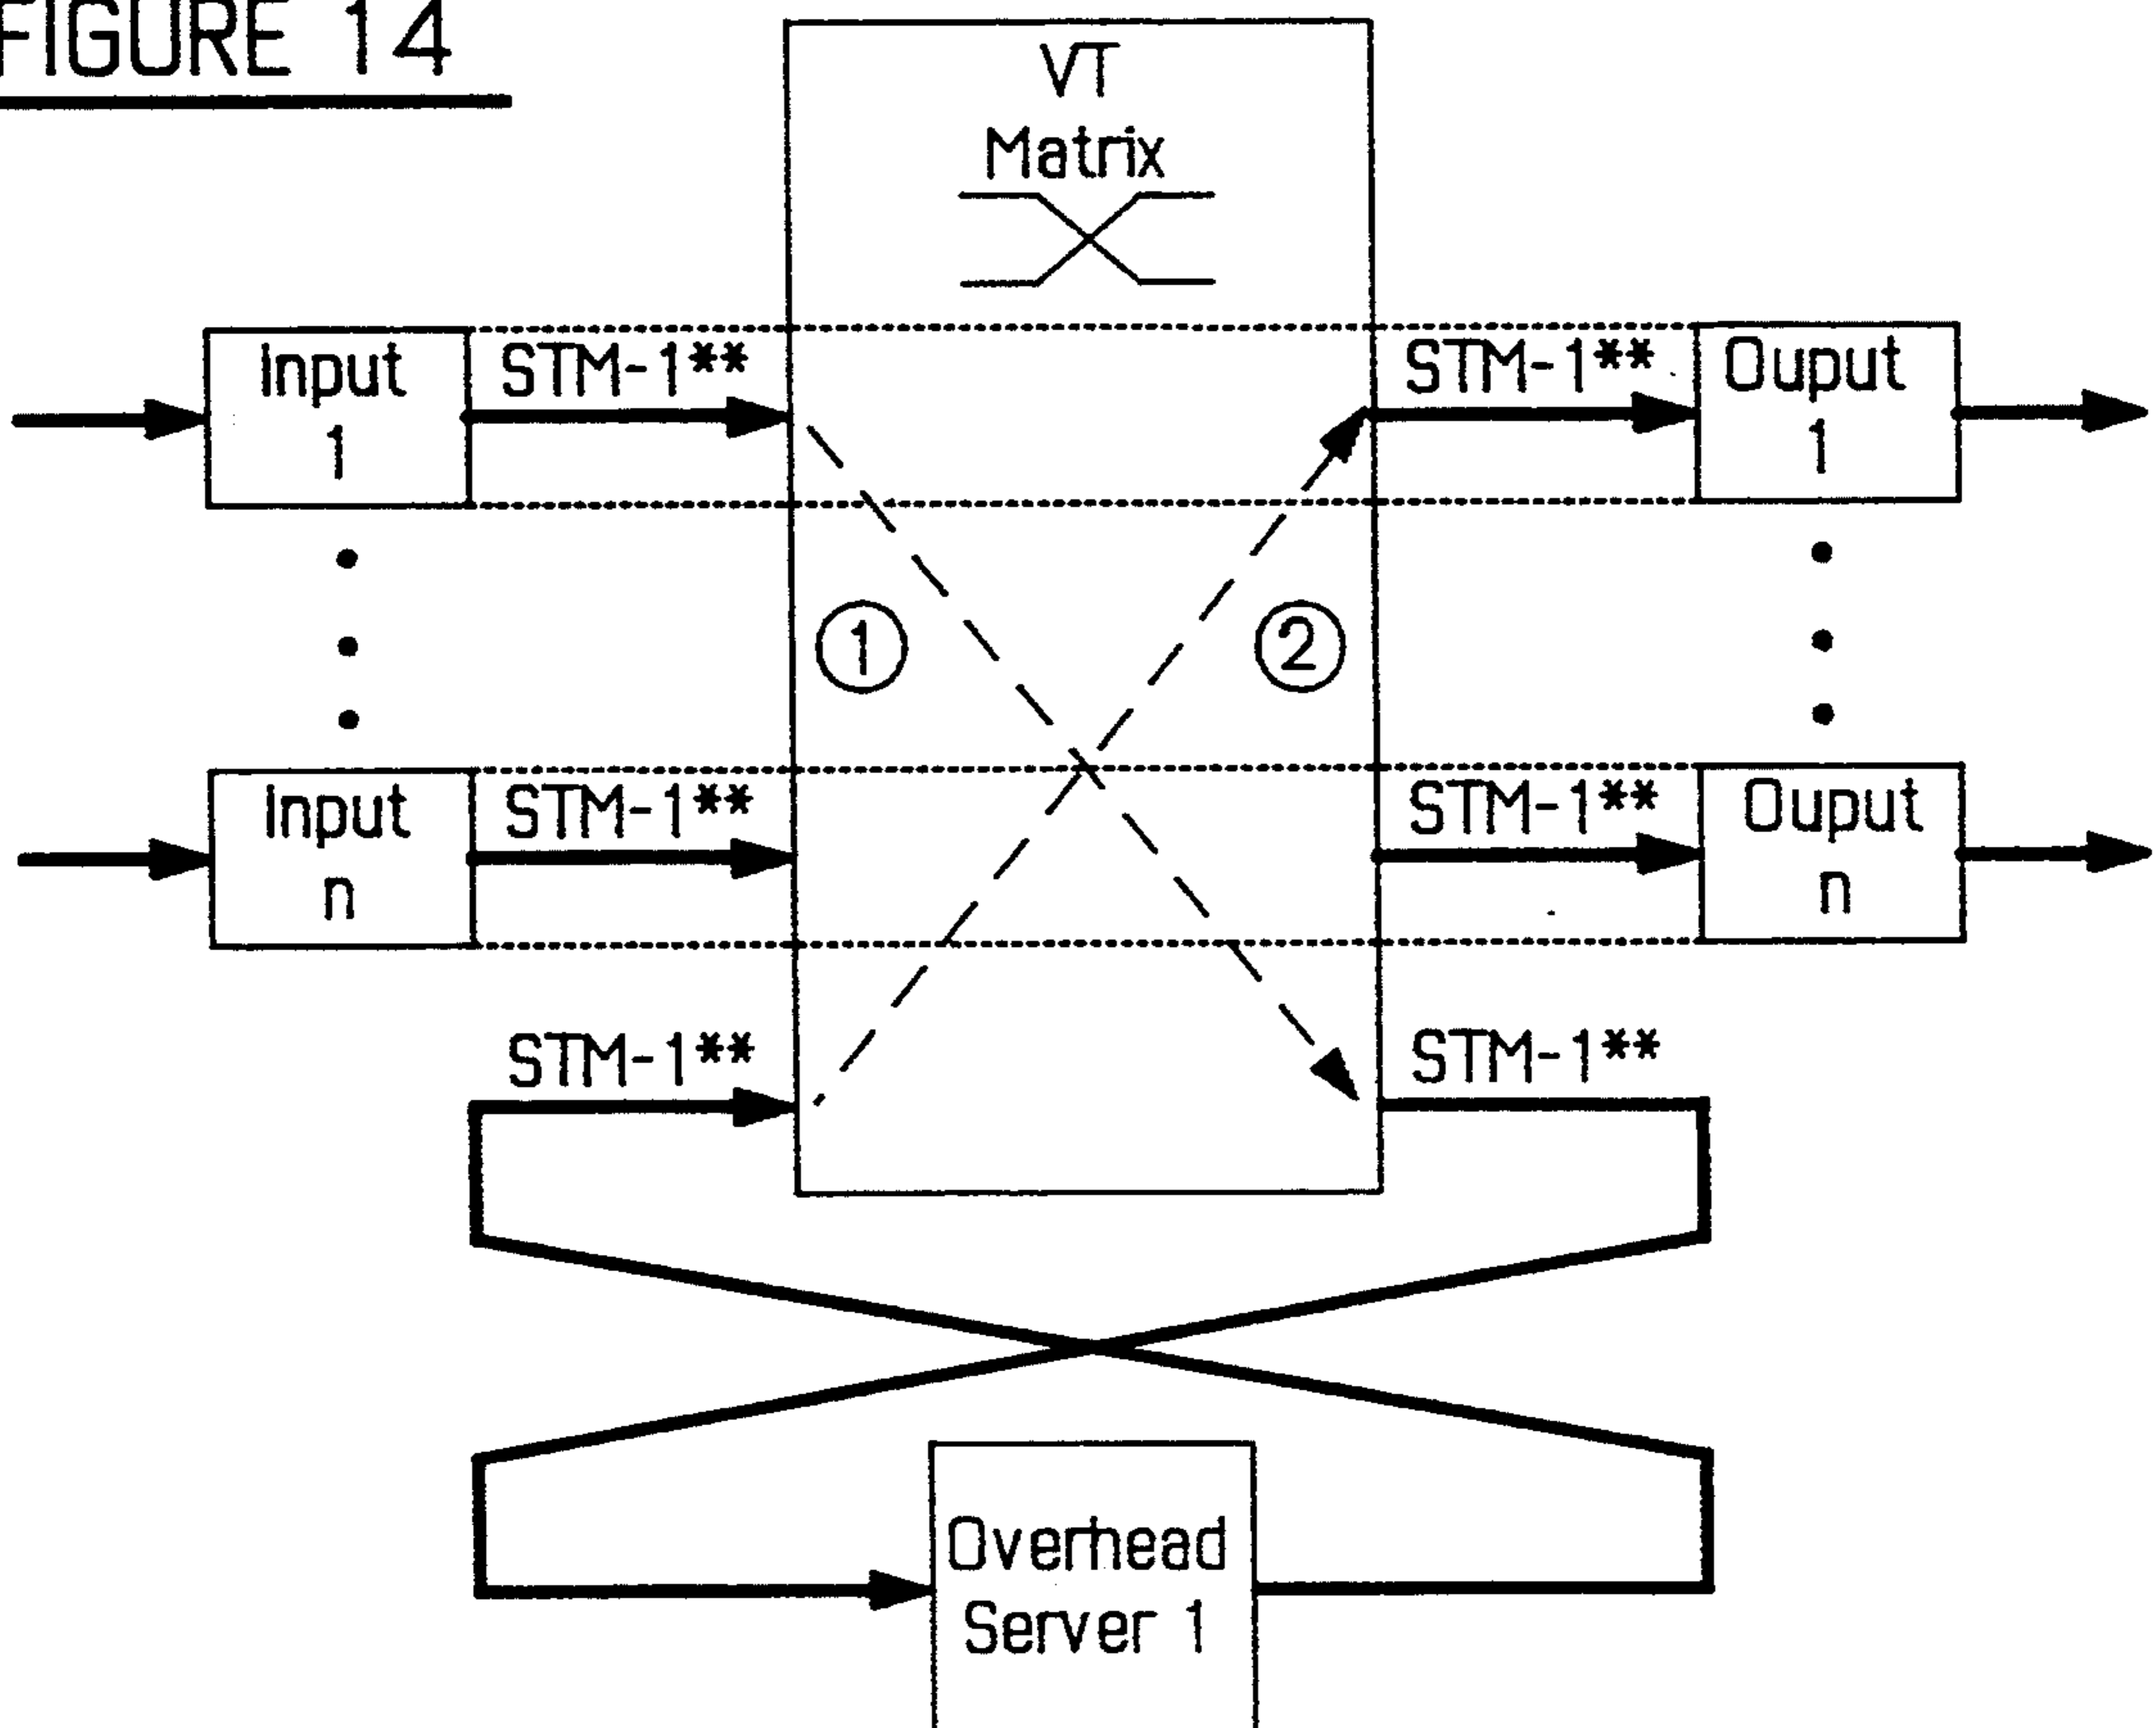 FIGURE 14
VT
Matrix
Input
1
STM-1**
STM-1**
Ouput
1
1
2
Input
n
STM-1**
STM-1**
Ouput
n
STM-1**
STM-1**
Overhead
Server 1